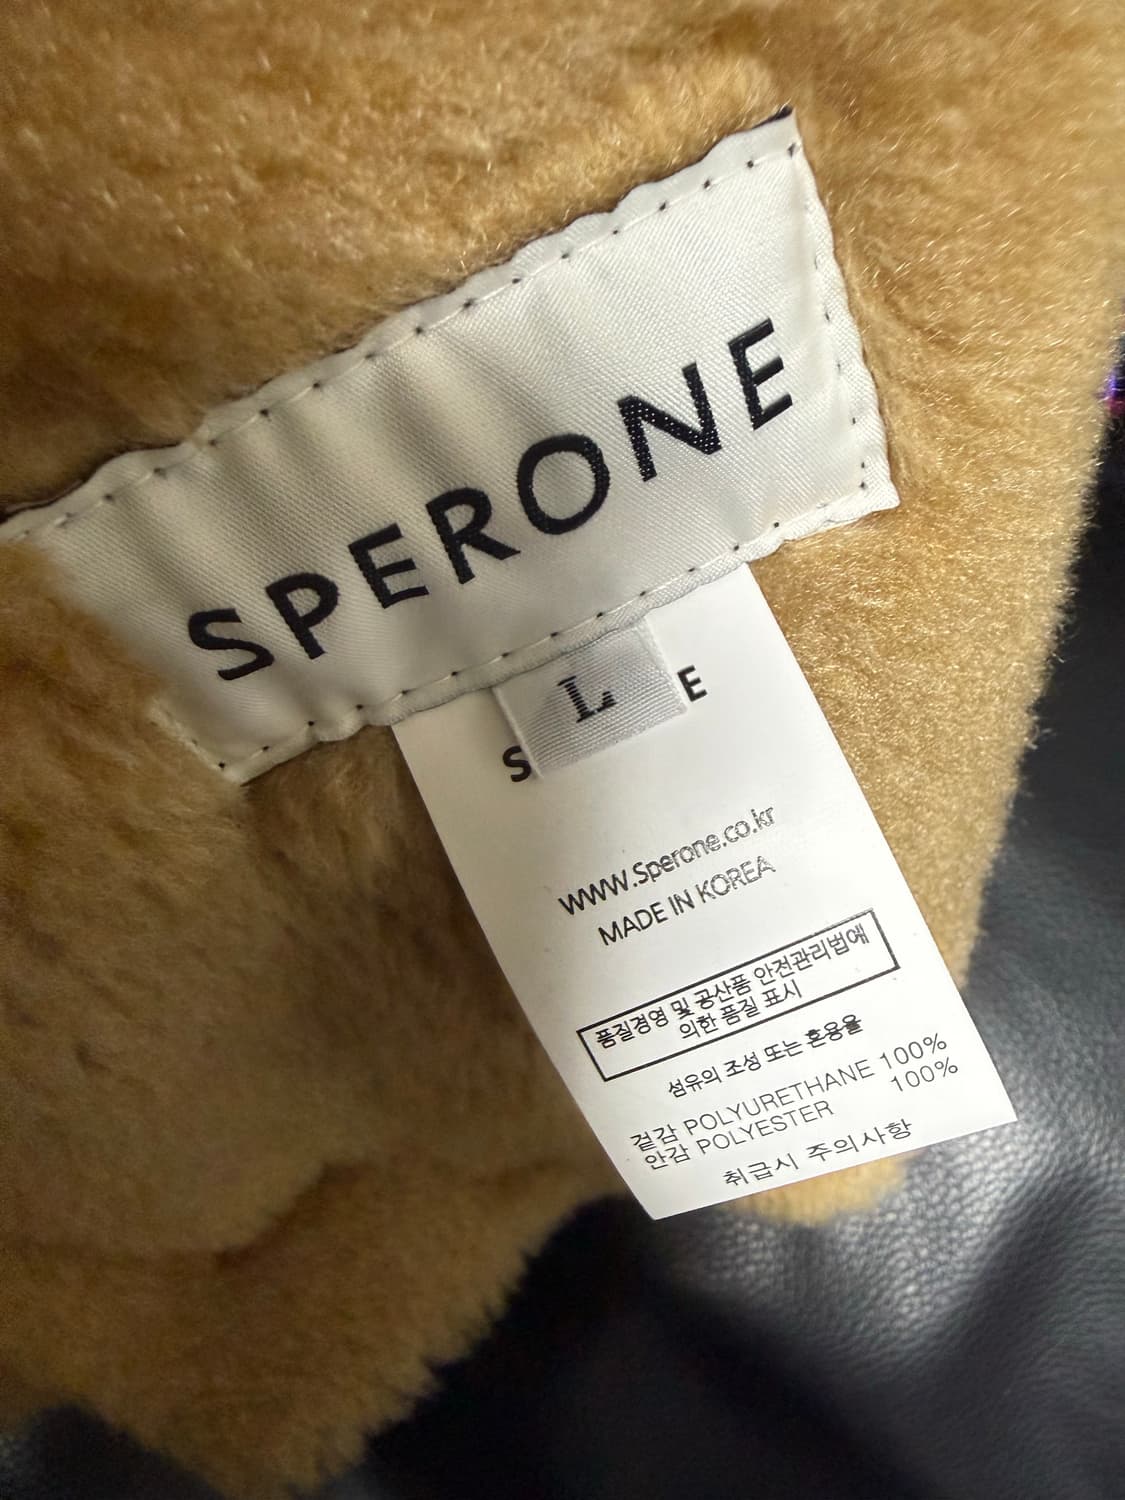 SPERONE
L
S E
www.Sperone.co.kr
MADE IN KOREA
품질경영 및 공산품 안전관리법에
의한 품질 표시
섬유의 조성 또는 혼용율
겉감 POLYURETHANE 100%
안감 POLYESTER 100%
취급시 주의사항